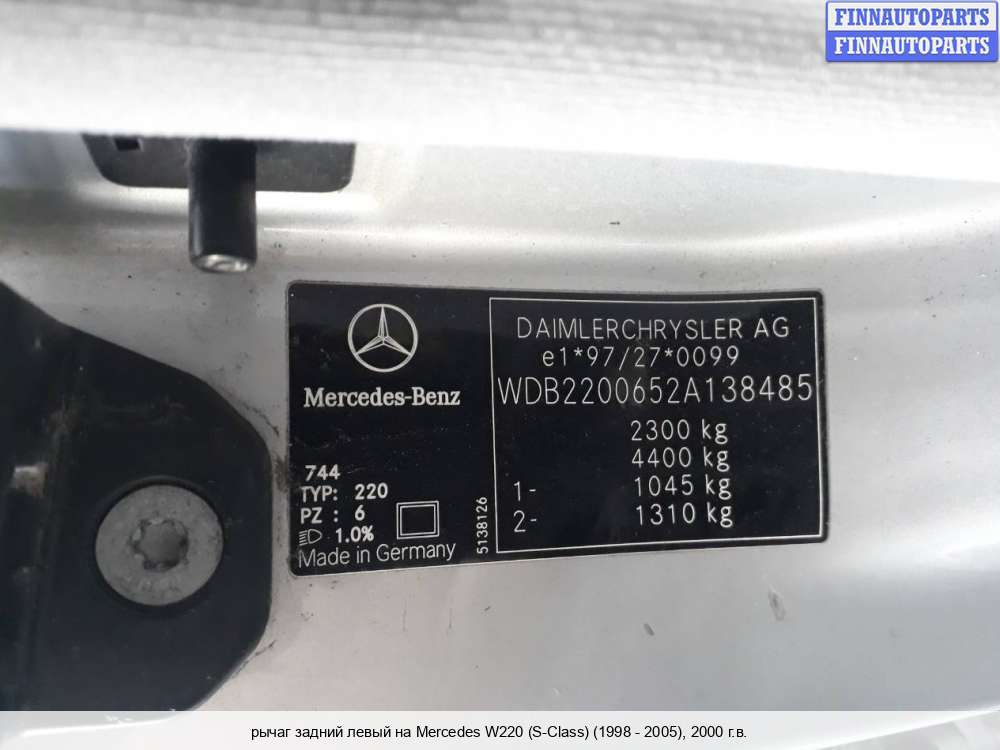 FINNAUTOPARTS
FINNAUTOPARTS
Mercedes-Benz
744
TYP: 220
PZ : 6
1.0%
Made in Germany
5138126
DAIMLERCHRYSLER AG
e1*97/27*0099
WDB2200652A138485
2300 kg
4400 kg
1- 1045 kg
2- 1310 kg
рычаг задний левый на Mercedes W220 (S-Class) (1998 - 2005), 2000 г.в.